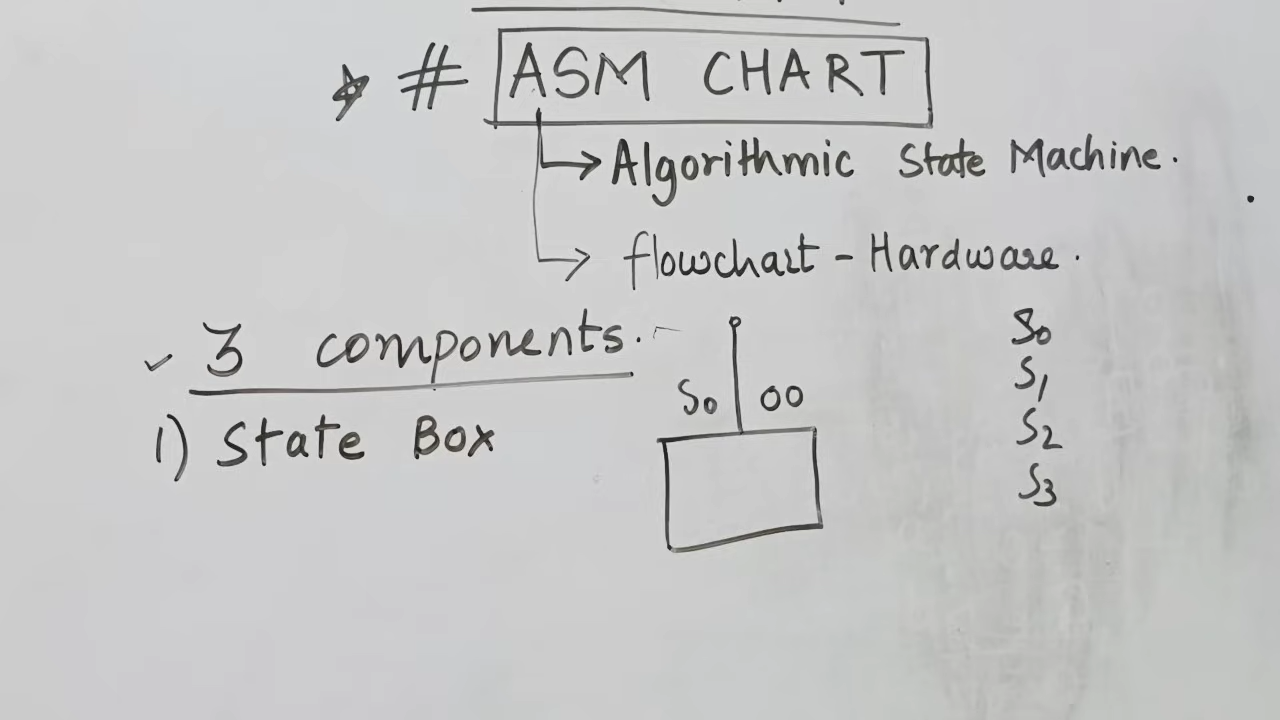 # ASM CHART
→ Algorithmic State Machine.
→ flowchart - Hardware.
✓ 3 components.
1) State Box
S0 00
S0
S1
S2
S3